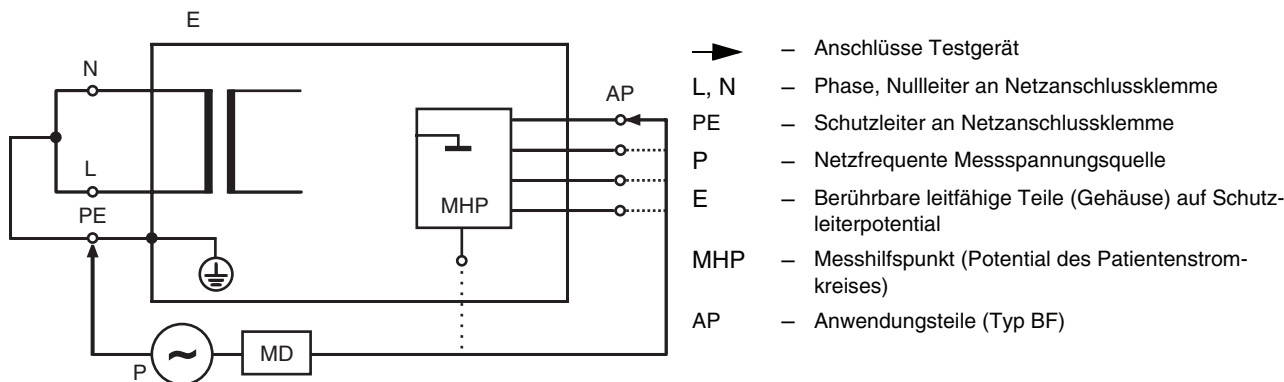 E
N
L
PE
AP
MHP
P
~
MD
– Anschlüsse Testgerät
L, N – Phase, Nullleiter an Netzanschlussklemme
PE – Schutzleiter an Netzanschlussklemme
P – Netzfrequente Messspannungsquelle
E – Berührbare leitfähige Teile (Gehäuse) auf Schutz-
leiterpotential
MHP – Messhilfspunkt (Potential des Patientenstrom-
kreises)
AP – Anwendungsteile (Typ BF)